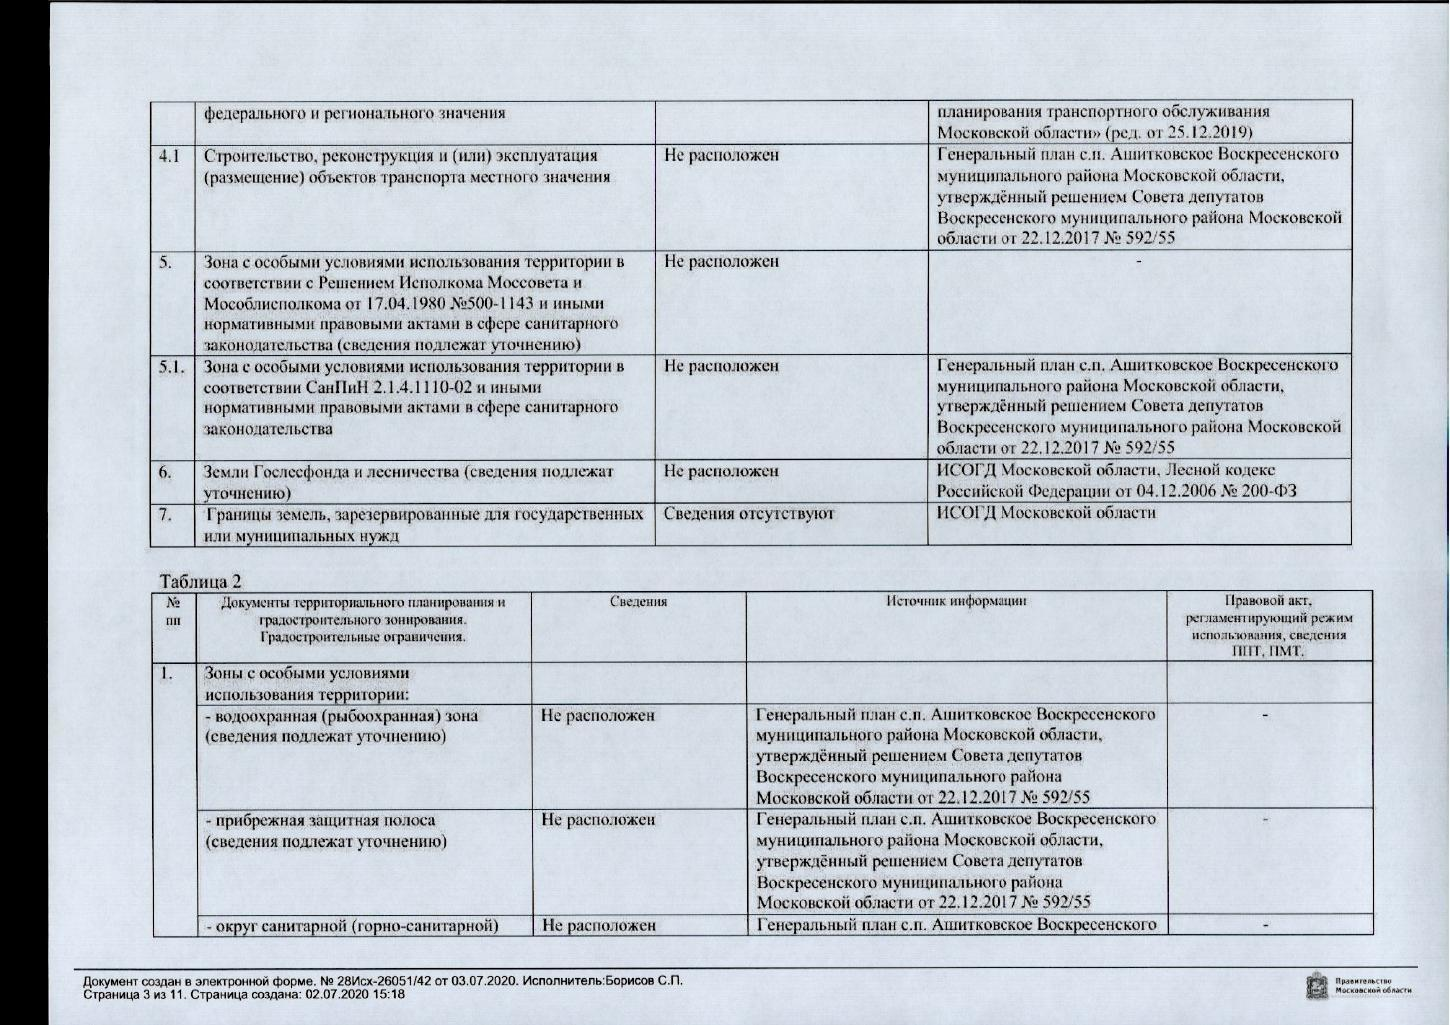 федерального и регионального значения
планирования транспортного обслуживания
Московской области» (ред. от 25.12.2019)
4.1
Строительство, реконструкция и (или) эксплуатация
(размещение) объектов транспорта местного значения
Не расположен
Генеральный план с.п. Ашитковское Воскресенского
муниципального района Московской области,
утверждённый решением Совета депутатов
Воскресенского муниципального района Московской
области от 22.12.2017 № 592/55
5.
Зона с особыми условиями использования территории в
соответствии с Решением Исполкома Моссовета и
Мособлисполкома от 17.04.1980 №500-1143 и иными
нормативными правовыми актами в сфере санитарного
законодательства (сведения подлежат уточнению)
Не расположен
-
5.1.
Зона с особыми условиями использования территории в
соответствии СанПиН 2.1.4.1110-02 и иными
нормативными правовыми актами в сфере санитарного
законодательства
Не расположен
Генеральный план с.п. Ашитковское Воскресенского
муниципального района Московской области,
утверждённый решением Совета депутатов
Воскресенского муниципального района Московской
области от 22.12.2017 № 592/55
6.
Земли Гослесфонда и лесничества (сведения подлежат
уточнению)
Не расположен
ИСОГД Московской области, Лесной кодекс
Российской Федерации от 04.12.2006 № 200-ФЗ
7.
Границы земель, зарезервированные для государственных
или муниципальных нужд
Сведения отсутствуют
ИСОГД Московской области
Таблица 2
№
пп
Документы территориального планирования и
градостроительного зонирования.
Градостроительные ограничения.
Сведения
Источник информации
Правовой акт,
регламентирующий режим
использования, сведения
ППТ, ПМТ.
1.
Зоны с особыми условиями
использования территории:
- водоохранная (рыбоохранная) зона
(сведения подлежат уточнению)
Не расположен
Генеральный план с.п. Ашитковское Воскресенского
муниципального района Московской области,
утверждённый решением Совета депутатов
Воскресенского муниципального района
Московской области от 22.12.2017 № 592/55
-
- прибрежная защитная полоса
(сведения подлежат уточнению)
Не расположен
Генеральный план с.п. Ашитковское Воскресенского
муниципального района Московской области,
утверждённый решением Совета депутатов
Воскресенского муниципального района
Московской области от 22.12.2017 № 592/55
-
- округ санитарной (горно-санитарной)
Не расположен
Генеральный план с.п. Ашитковское Воскресенского
-
Документ создан в электронной форме. № 28Исх-26051/42 от 03.07.2020. Исполнитель:Борисов С.П.
Страница 3 из 11. Страница создана: 02.07.2020 15:18
Правительство
Московской области